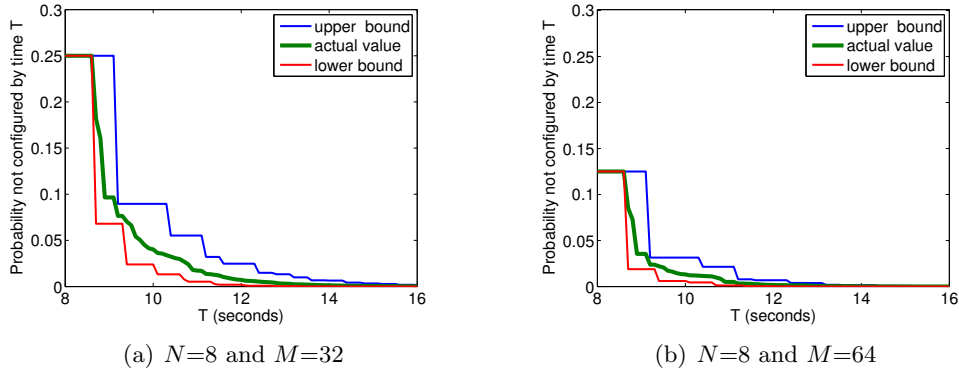 Probability not configured by time T
0.3
0.25
0.2
0.15
0.1
0.05
0
8
10
12
14
16
T (seconds)
upper bound
actual value
lower bound
(a) N=8 and M=32
Probability not configured by time T
0.3
0.25
0.2
0.15
0.1
0.05
0
8
10
12
14
16
T (seconds)
upper bound
actual value
lower bound
(b) N=8 and M=64